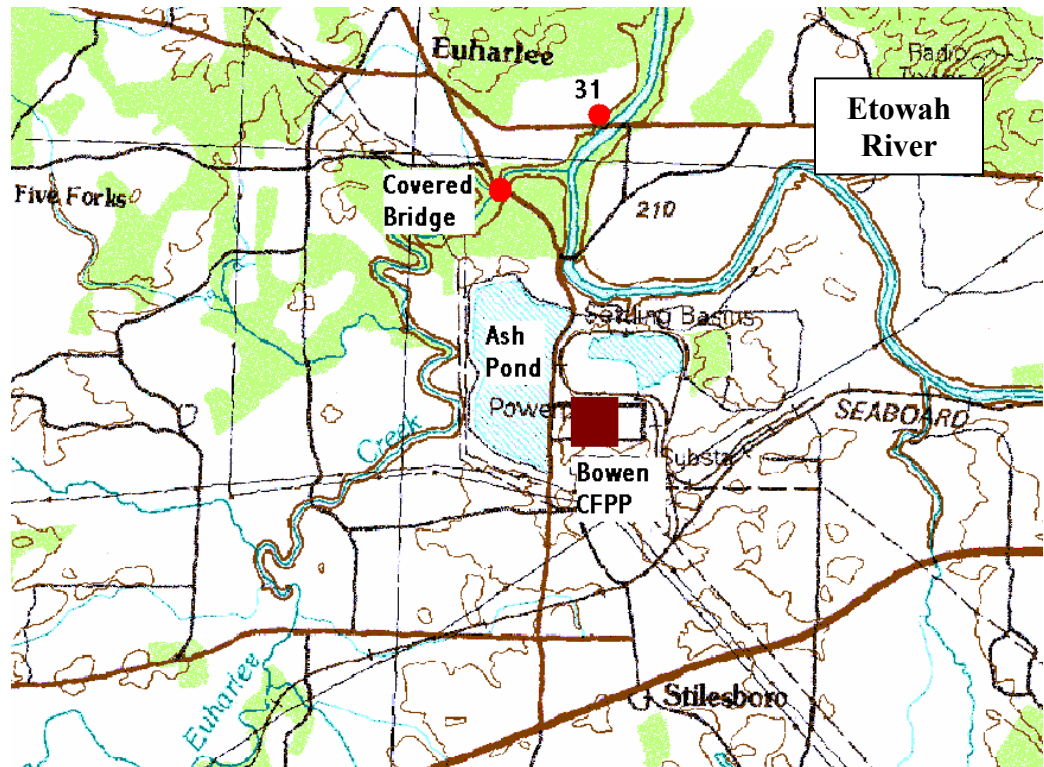 Euharlee
Radio
31
Etowah
River
Covered
Bridge
Five Forks
210
Settling Basins
Ash
Pond
Power
SEABOARD
Creek
Substa
Bowen
CFPP
Stilesboro
Euharlee